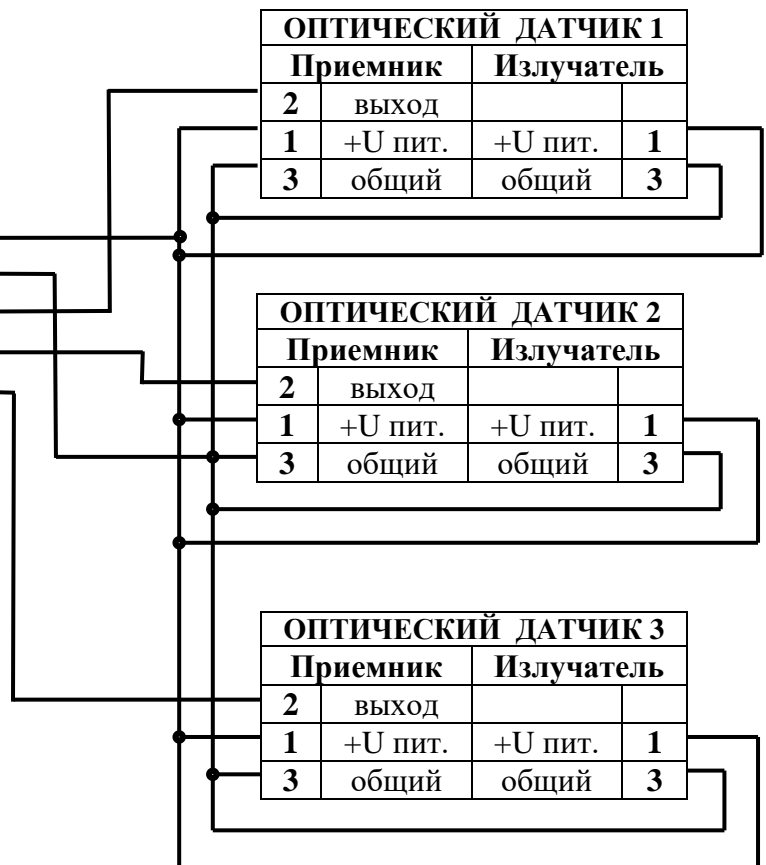 ОПТИЧЕСКИЙ ДАТЧИК 1
Приемник Излучатель
2 выход
1 +U пит. +U пит. 1
3 общий общий 3
ОПТИЧЕСКИЙ ДАТЧИК 2
Приемник Излучатель
2 выход
1 +U пит. +U пит. 1
3 общий общий 3
ОПТИЧЕСКИЙ ДАТЧИК 3
Приемник Излучатель
2 выход
1 +U пит. +U пит. 1
3 общий общий 3